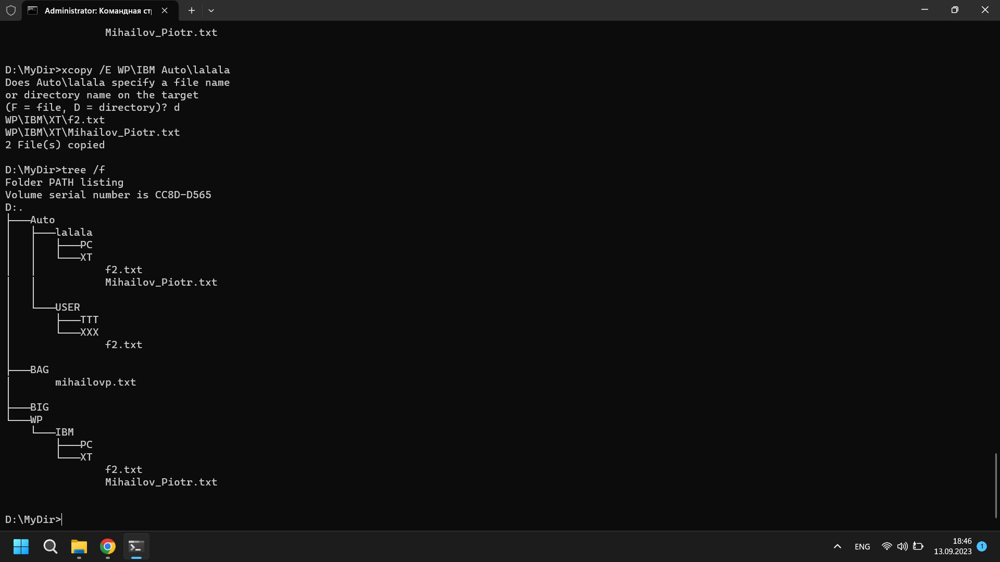 Administrator: Командная ст
Mihailov_Piotr.txt
D:\MyDir>xcopy /E WP\IBM Auto\lalala
Does Auto\lalala specify a file name
or directory name on the target
(F = file, D = directory)? d
WP\IBM\XT\f2.txt
WP\IBM\XT\Mihailov_Piotr.txt
2 File(s) copied
D:\MyDir>tree /f
Folder PATH listing
Volume serial number is CC8D-D565
D:.
├───Auto
│   ├───lalala
│   │   ├───PC
│   │   └───XT
│   │           f2.txt
│   │           Mihailov_Piotr.txt
│   │
│   └───USER
│       ├───TTT
│       └───XXX
│               f2.txt
│
├───BAG
│       mihailovp.txt
│
├───BIG
└───WP
    └───IBM
        ├───PC
        └───XT
                f2.txt
                Mihailov_Piotr.txt
D:\MyDir>
ENG
18:46
13.09.2023
1